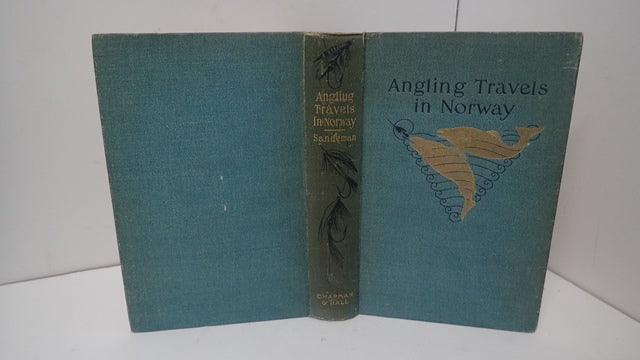 Angling
Travels
in Norway
Sandeman
CHAPMAN
& HALL
Angling Travels
in Norway